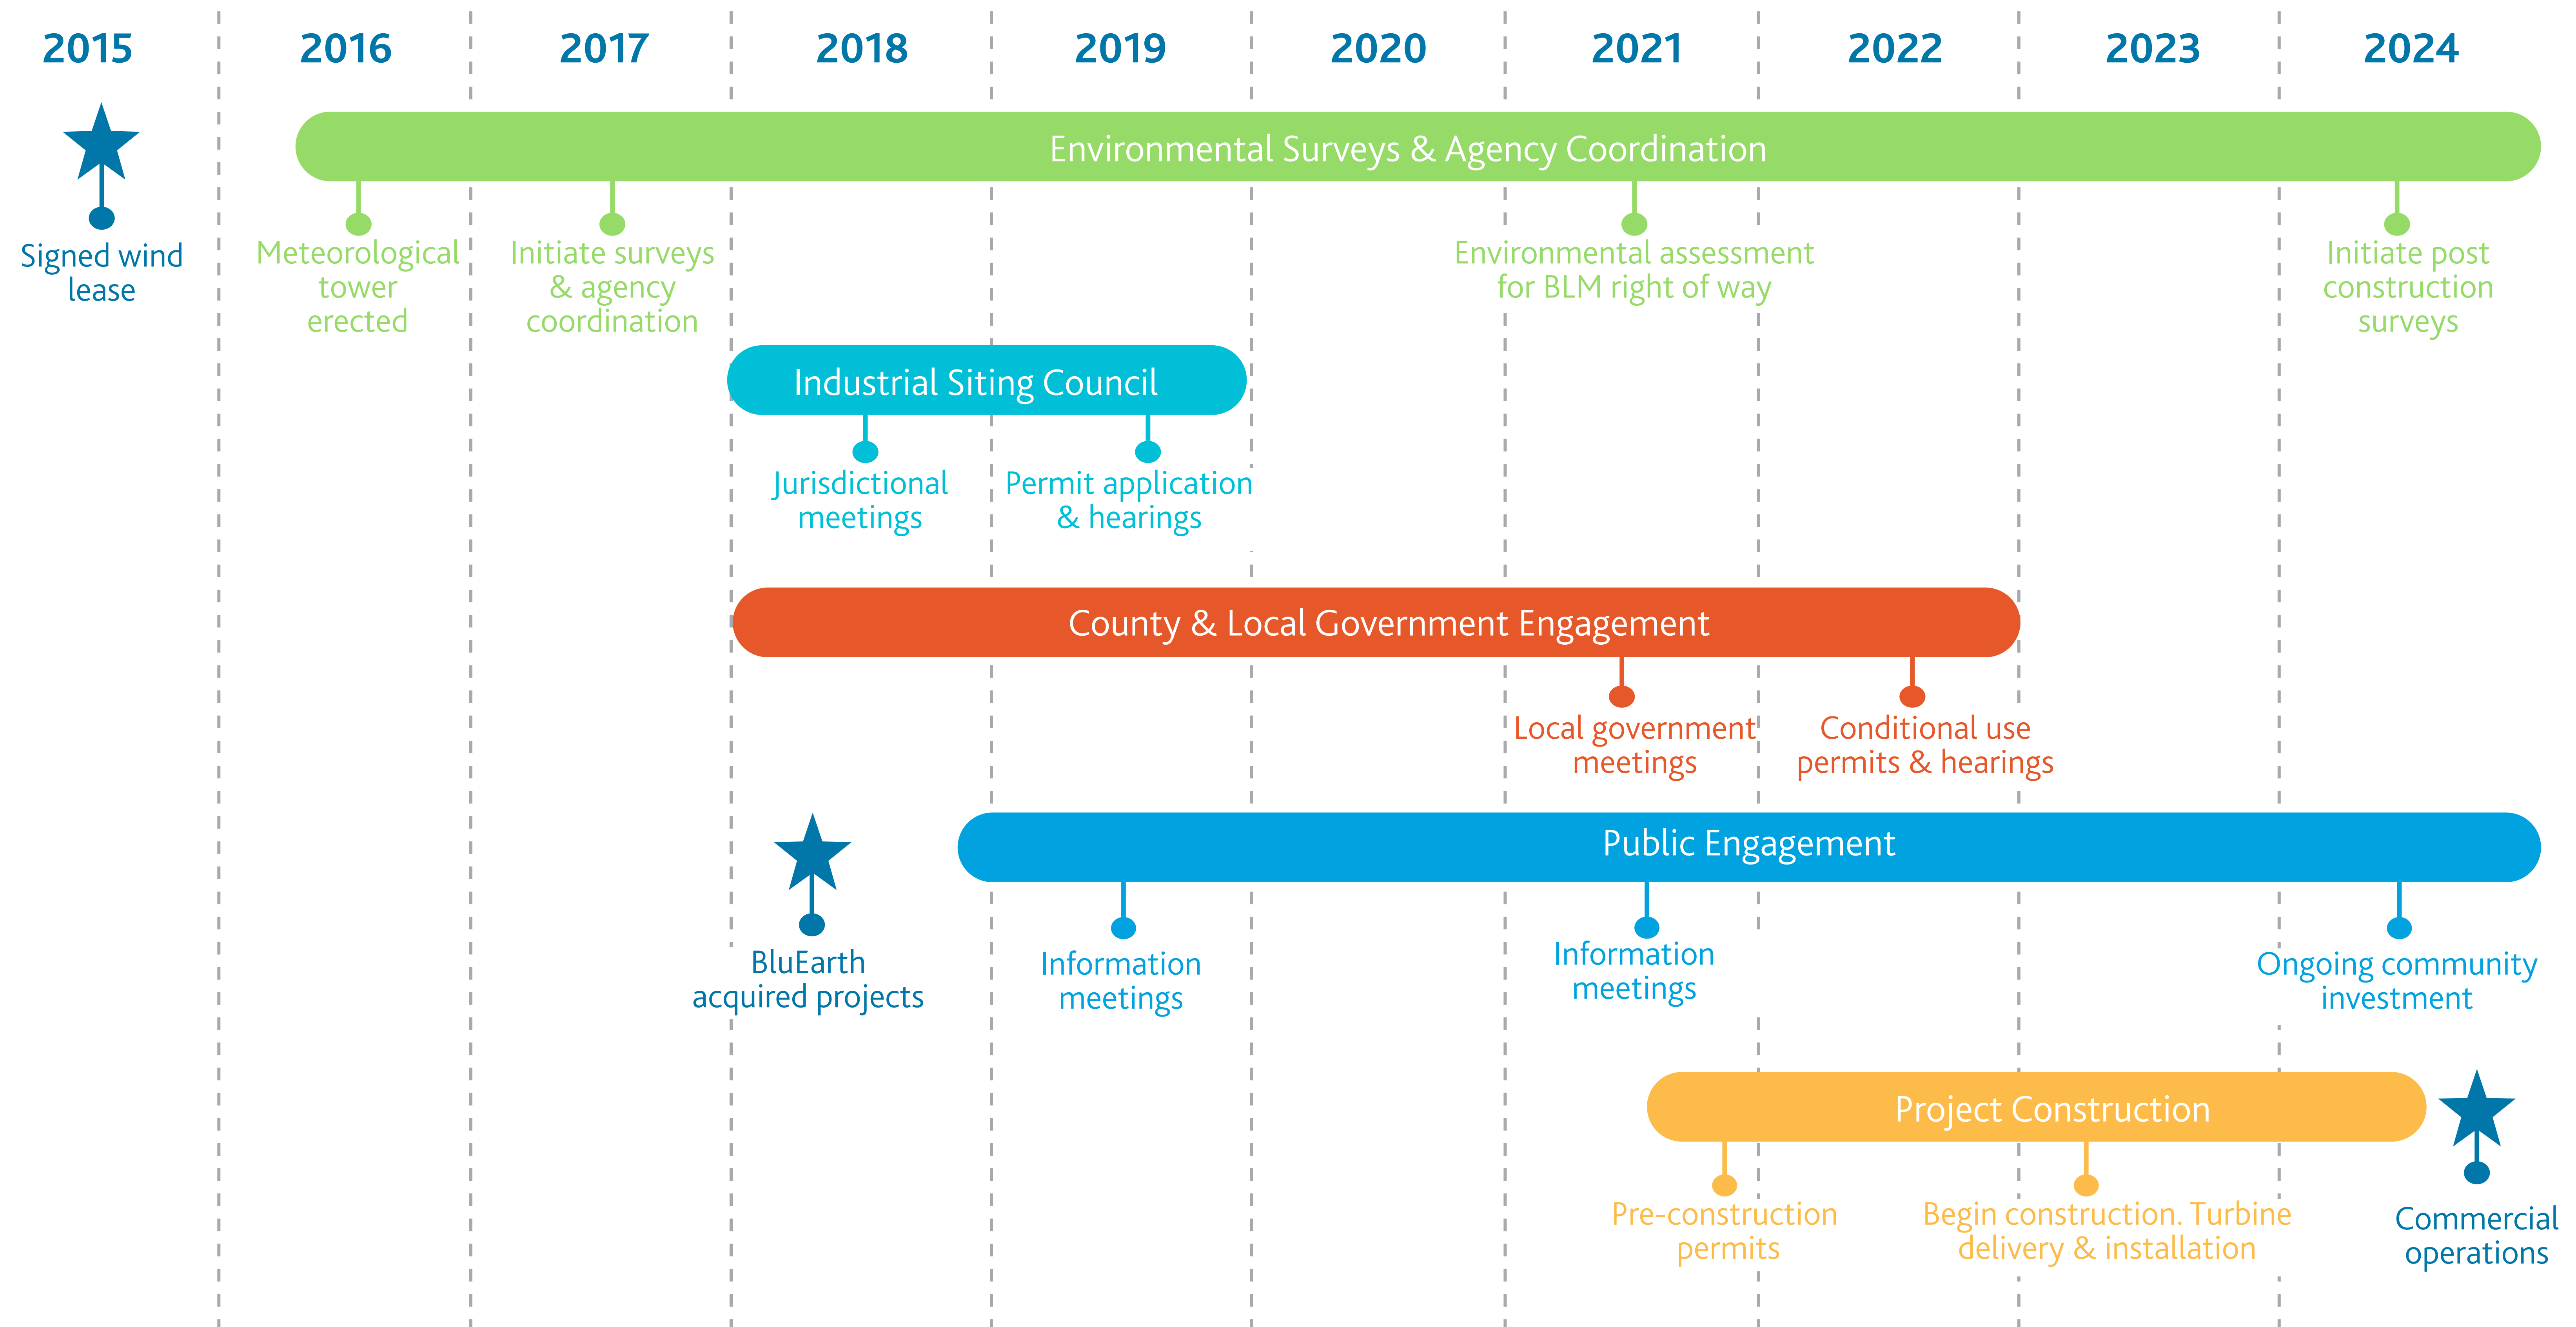 2015
2016
2017
2018
2019
2020
2021
2022
2023
2024
Environmental Surveys & Agency Coordination
Signed wind
lease
Meteorological
tower
erected
Initiate surveys
& agency
coordination
Environmental assessment
for BLM right of way
Initiate post
construction
surveys
Industrial Siting Council
Jurisdictional
meetings
Permit application
& hearings
County & Local Government Engagement
Local government
meetings
Conditional use
permits & hearings
Public Engagement
BluEarth
acquired projects
Information
meetings
Information
meetings
Ongoing community
investment
Project Construction
Pre-construction
permits
Begin construction. Turbine
delivery & installation
Commercial
operations